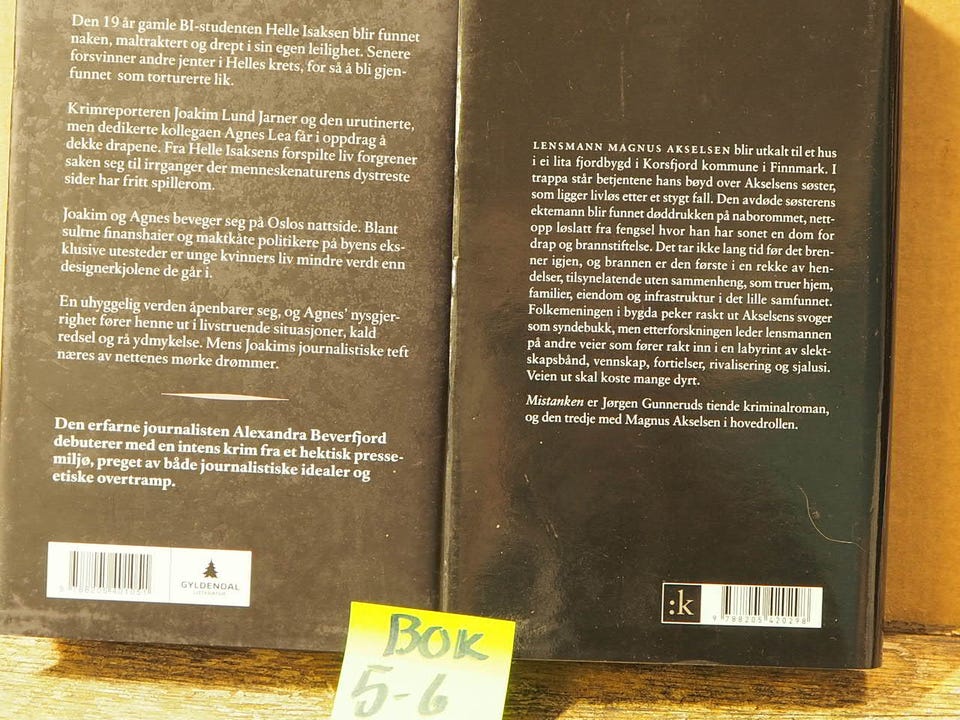 Den 19 år gamle BI-studenten Helle Isaksen blir funnet
naken, maltraktert og drept i sin egen leilighet. Senere
forsvinner andre jenter i Helles krets, for så å bli gjen-
funnet som torturerte lik.
Krimreporteren Joakim Lund Jarner og den urutinerte,
men dedikerte kollegaen Agnes Lea får i oppdrag å
dekke drapene. Fra Helle Isaksens forspilte liv forgrener
saken seg til irrganger der menneskenaturens dystreste
sider har fritt spillerom.
Joakim og Agnes beveger seg på Oslos nattside. Blant
sultne finanshaier og maktkåte politikere på byens eks-
klusive utesteder er unge kvinners liv mindre verdt enn
designerkjolene de går i.
En uhyggelig verden åpenbarer seg, og Agnes’ nysgjer-
righet fører henne ut i livstruende situasjoner, kald
redsel og rå ydmykelse. Mens Joakims journalistiske teft
næres av nettenes mørke drømmer.
Den erfarne journalisten Alexandra Beverfjord
debuterer med en intens krim fra et hektisk presse-
miljø, preget av både journalistiske idealer og
etiske overtramp.
GYLDENDAL
LITTERATUR
LENSMANN MAGNUS AKSELSEN blir utkalt til et hus
i ei lita fjordbygd i Korsfjord kommune i Finnmark. I
trappa står betjentene hans bøyd over Akselsens søster,
som ligger livløs etter et stygt fall. Den avdøde søsterens
ektemann blir funnet døddrukken på naborommet, nett-
opp løslatt fra fengsel hvor han har sonet en dom for
drap og brannstiftelse. Det tar ikke lang tid før det bren-
ner igjen, og brannen er den første i en rekke av hen-
delser, tilsynelatende uten sammenheng, som truer hjem,
familier, eiendom og infrastruktur i det lille samfunnet.
Folkemeningen i bygda peker raskt ut Akselsens svoger
som syndebukk, men etterforskningen leder lensmannen
på andre veier som fører rakt inn i en labyrint av slekt-
skapsbånd, vennskap, fortielser, rivalisering og sjalusi.
Veien ut skal koste mange dyrt.
Mistanken er Jørgen Gunneruds tiende kriminalroman,
og den tredje med Magnus Akselsen i hovedrollen.
:k
9 788205 420298
BOK
5-6